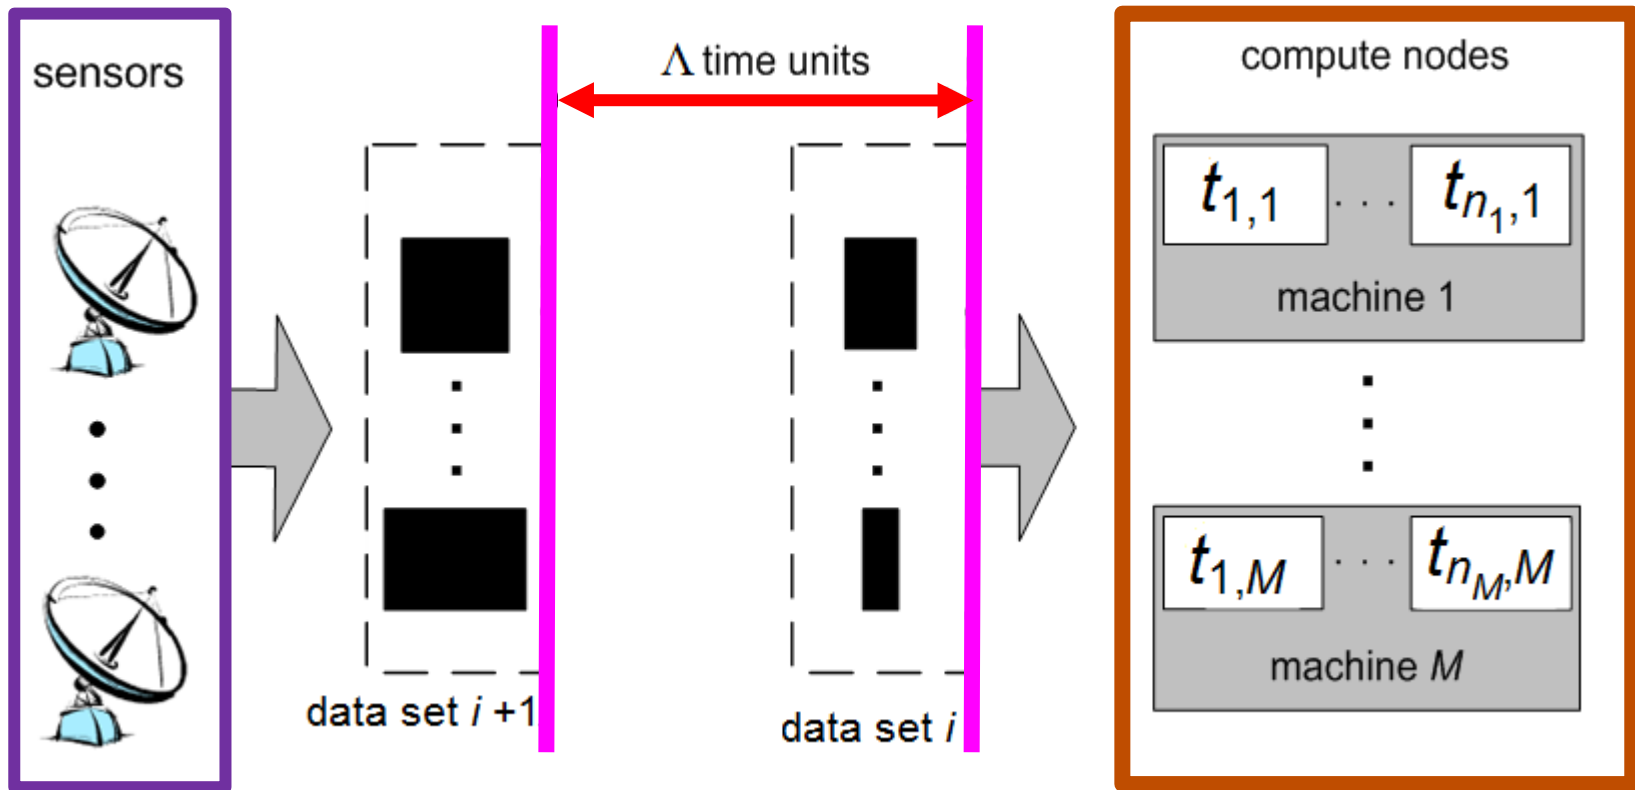 sensors
Λ time units
compute nodes
t1,1 . . . tn1,1
machine 1
t1,M . . . tnM,M
machine M
data set i +1
data set i